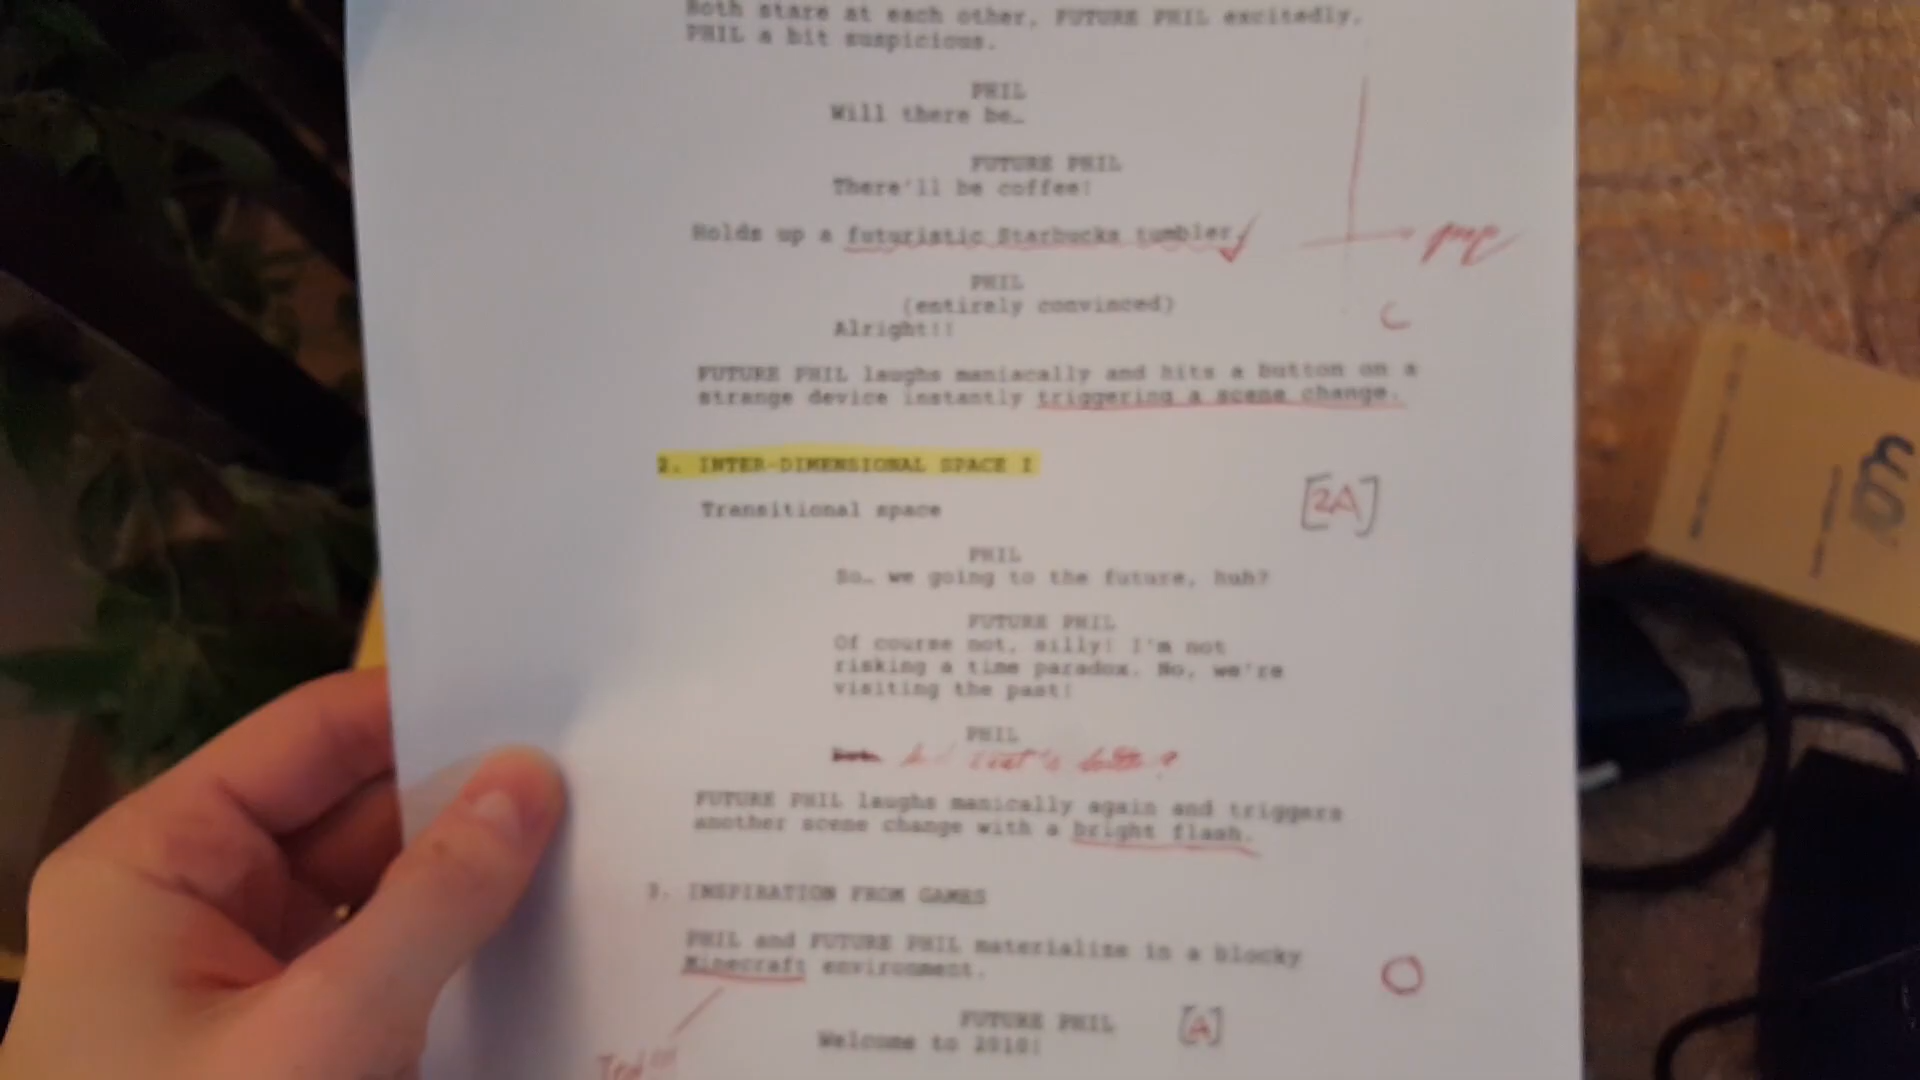 Both stare at each other, FUTURE PHIL excitedly,
PHIL a bit suspicious.
PHIL
Will there be…
FUTURE PHIL
There'll be coffee!
Holds up a futuristic Starbucks tumbler.
prop
PHIL
(entirely convinced)
C
Alright!!
FUTURE PHIL laughs maniacally and hits a button on a
strange device instantly triggering a scene change.
2. INTER-DIMENSIONAL SPACE I
[2A]
Transitional space
PHIL
So… we going to the future, huh?
FUTURE PHIL
Of course not, silly! I'm not
risking a time paradox. No, we're
visiting the past!
PHIL
FUTURE PHIL laughs manically again and triggers
another scene change with a bright flash.
3. INSPIRATION FROM GAMES
PHIL and FUTURE PHIL materialize in a blocky
Minecraft environment.
FUTURE PHIL [A]
Welcome to 2010!